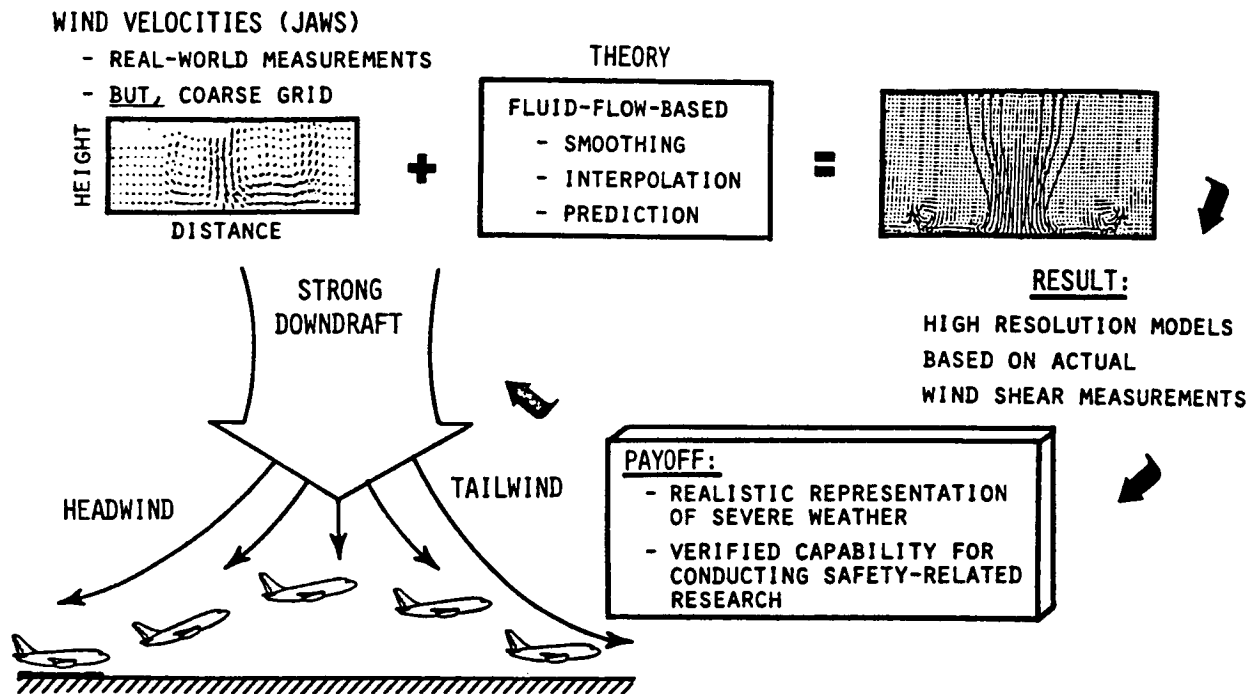 WIND VELOCITIES (JAWS)
- REAL-WORLD MEASUREMENTS
- BUT, COARSE GRID
HEIGHT
DISTANCE
+
THEORY
FLUID-FLOW-BASED
- SMOOTHING
- INTERPOLATION
- PREDICTION
=
RESULT:
HIGH RESOLUTION MODELS
BASED ON ACTUAL
WIND SHEAR MEASUREMENTS
STRONG
DOWNDRAFT
HEADWIND
TAILWIND
PAYOFF:
- REALISTIC REPRESENTATION
OF SEVERE WEATHER
- VERIFIED CAPABILITY FOR
CONDUCTING SAFETY-RELATED
RESEARCH